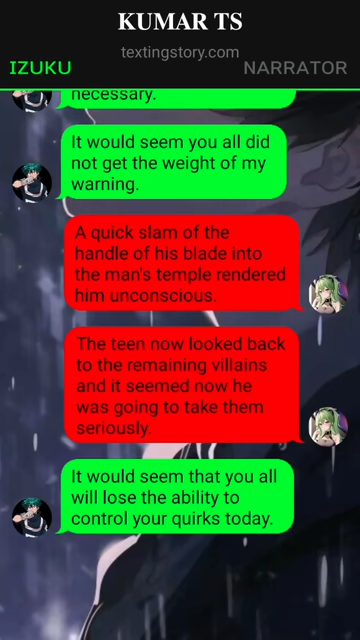 KUMAR TS
textingstory.com
IZUKU
NARRATOR
necessary.
It would seem you all did
not get the weight of my
warning.
A quick slam of the
handle of his blade into
the man's temple rendered
him unconscious.
The teen now looked back
to the remaining villains
and it seemed now he
was going to take them
seriously.
It would seem that you all
will lose the ability to
control your quirks today.